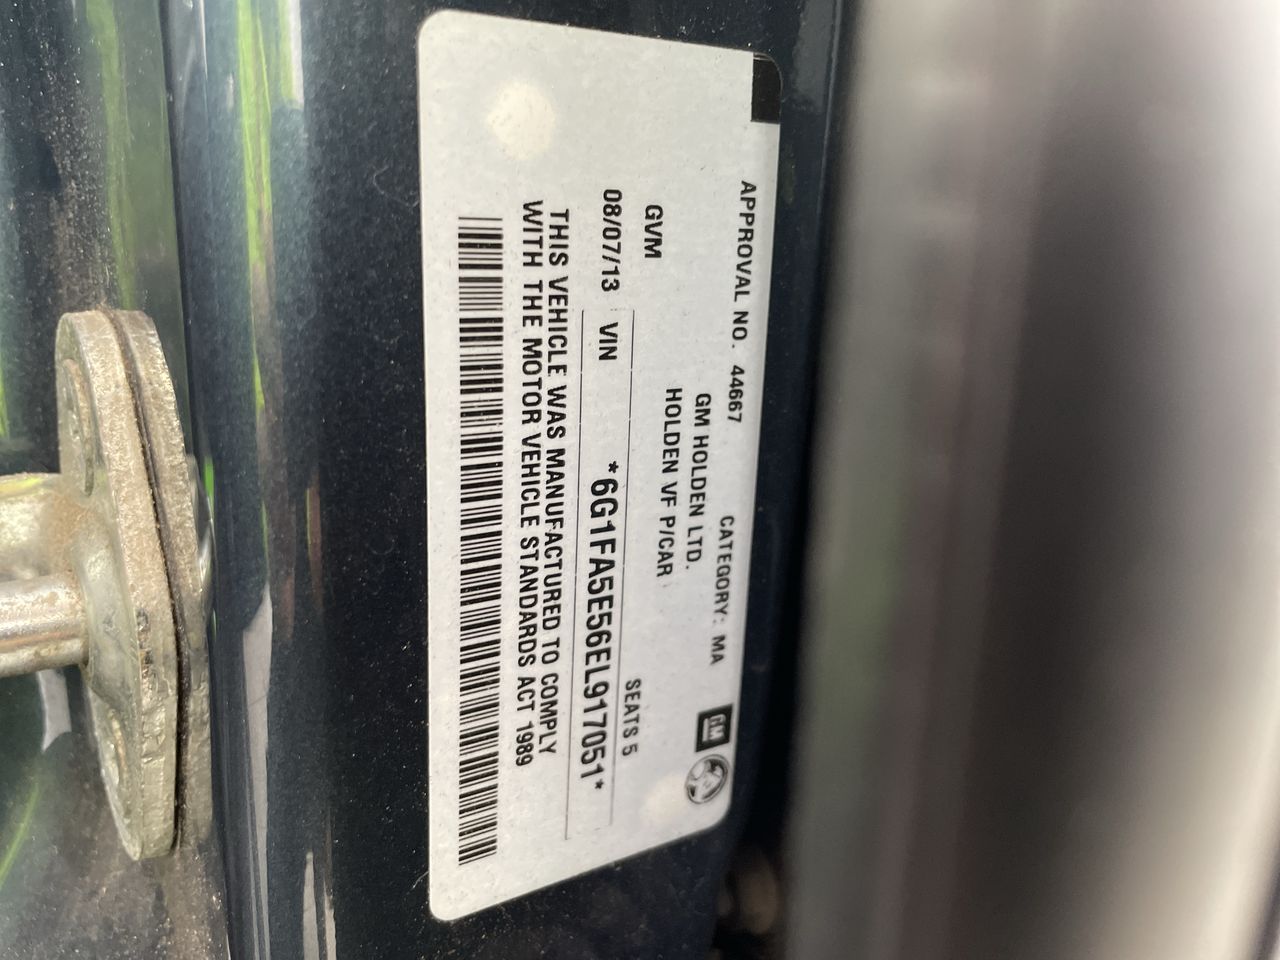 APPROVAL NO. 44667 CATEGORY: MA
GM HOLDEN LTD. GM
HOLDEN VF P/CAR
GVM SEATS 5
08/07/13 VIN *6G1FA5E56EL917051*
THIS VEHICLE WAS MANUFACTURED TO COMPLY
WITH THE MOTOR VEHICLE STANDARDS ACT 1989